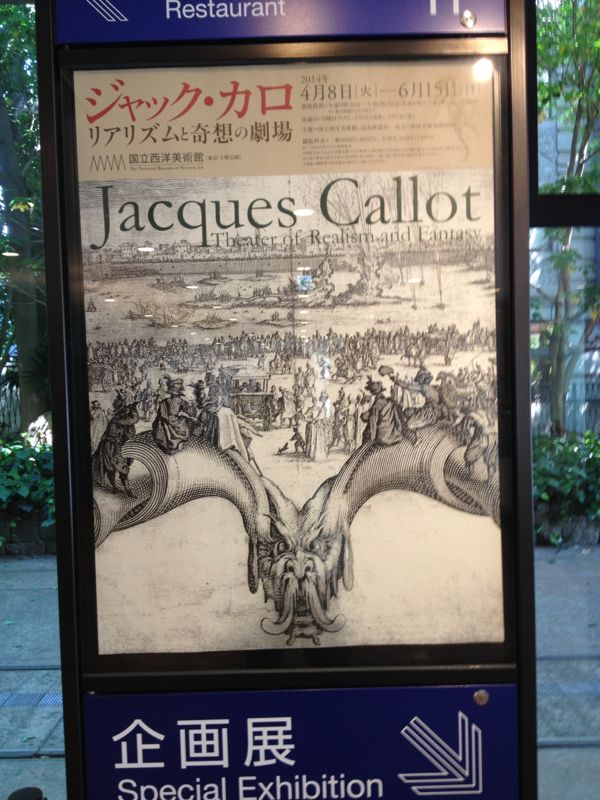 Restaurant
ジャック・カロ
リアリズムと奇想の劇場
2014年
4月8日[火]—6月15日[日]
国立西洋美術館
The National Museum of Western Art
Jacques Callot
Theater of Realism and Fantasy
企画展
Special Exhibition